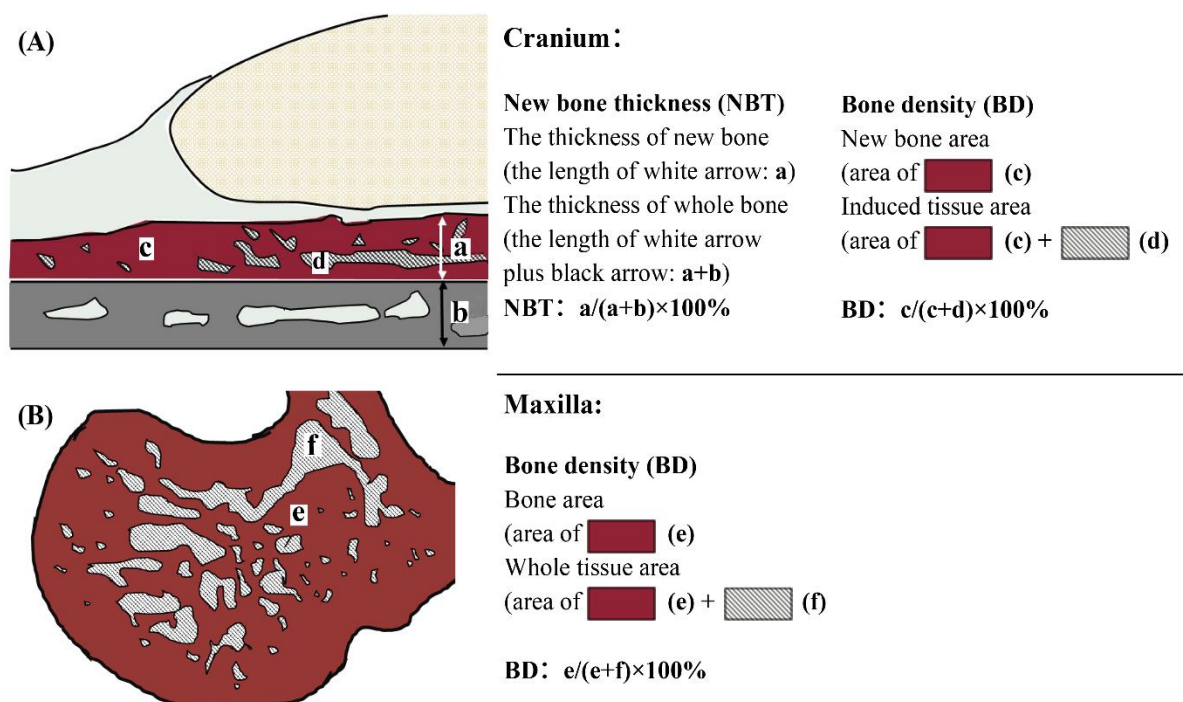 (A)
c
d
a
b
Cranium：
New bone thickness (NBT)
The thickness of new bone
(the length of white arrow: a)
The thickness of whole bone
(the length of white arrow
plus black arrow: a+b)
NBT： a/(a+b)×100%
Bone density (BD)
New bone area
(area of (c)
Induced tissue area
(area of (c) + (d)
BD： c/(c+d)×100%
(B)
f
e
Maxilla:
Bone density (BD)
Bone area
(area of (e)
Whole tissue area
(area of (e) + (f)
BD： e/(e+f)×100%